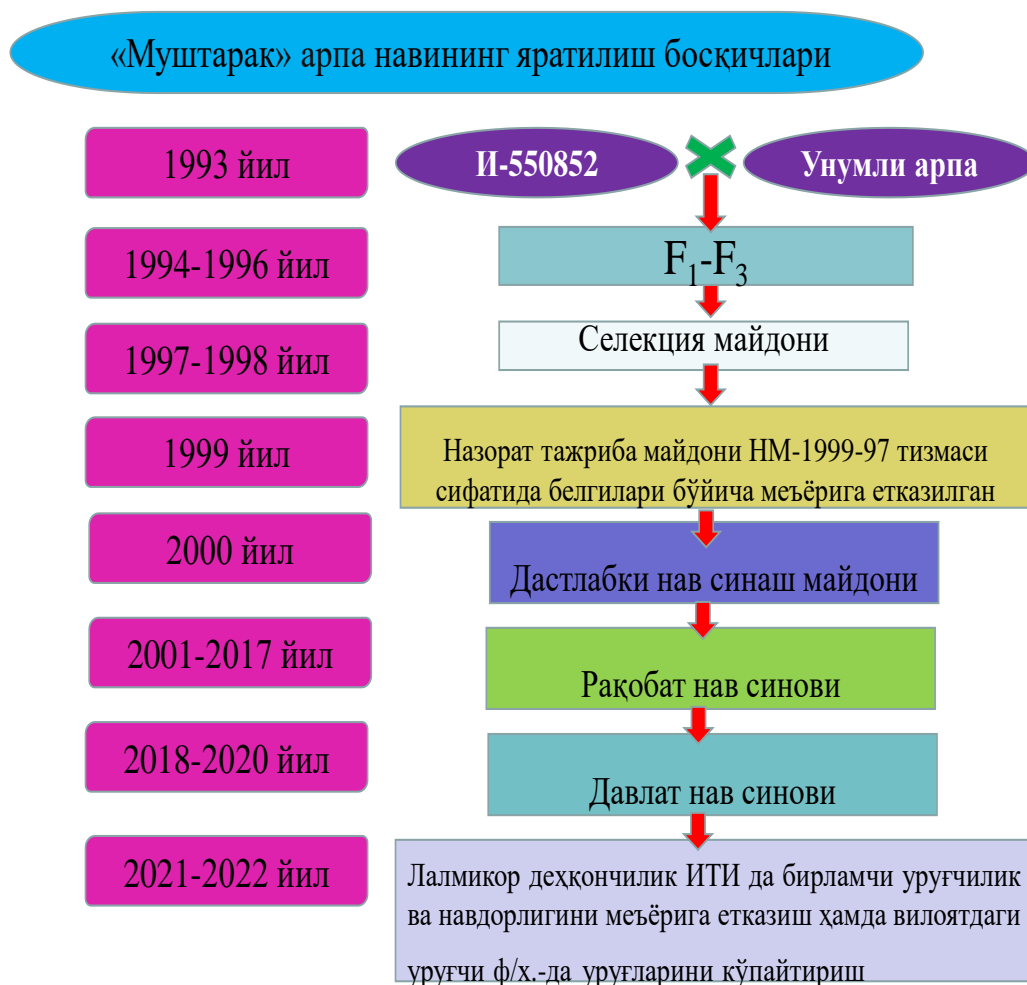 «Муштарак» арпа навининг яратилиш босқичлари
1993 йил
И-550852
Унумли арпа
1994-1996 йил
F₁-F₃
1997-1998 йил
Селекция майдони
1999 йил
Назорат тажриба майдони НМ-1999-97 тизмаси
сифатида белгилари бўйича меъёрига етказилган
2000 йил
Дастлабки нав синаш майдони
2001-2017 йил
Рақобат нав синови
2018-2020 йил
Давлат нав синови
2021-2022 йил
Лалмикор деҳқончилик ИТИ да бирламчи уруғчилик
ва навдорлигини меъёрига етказиш ҳамда вилоятдаги
уруғчи ф/х.-да уруғларини кўпайтириш